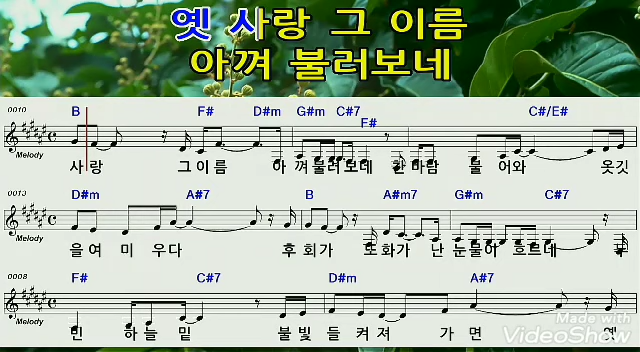 옛 사랑 그 이름
아껴 불러보네
0010
B F# D#m G#m C#7 F# C#/E#
Melody
사 랑 그 이 름 아 껴 불러 보네 찬 바람 불 어와 옷깃
0013
D#m A#7 B A#m7 G#m C#7
Melody
을 여 미 우 다 후 회 가 또 화가 난 눈물이 흐르네
0008
F# C#7 D#m A#7
Melody
빈 하 늘 밑 불 빛 들 켜 져 가 면 옛
Made with
VideoShow